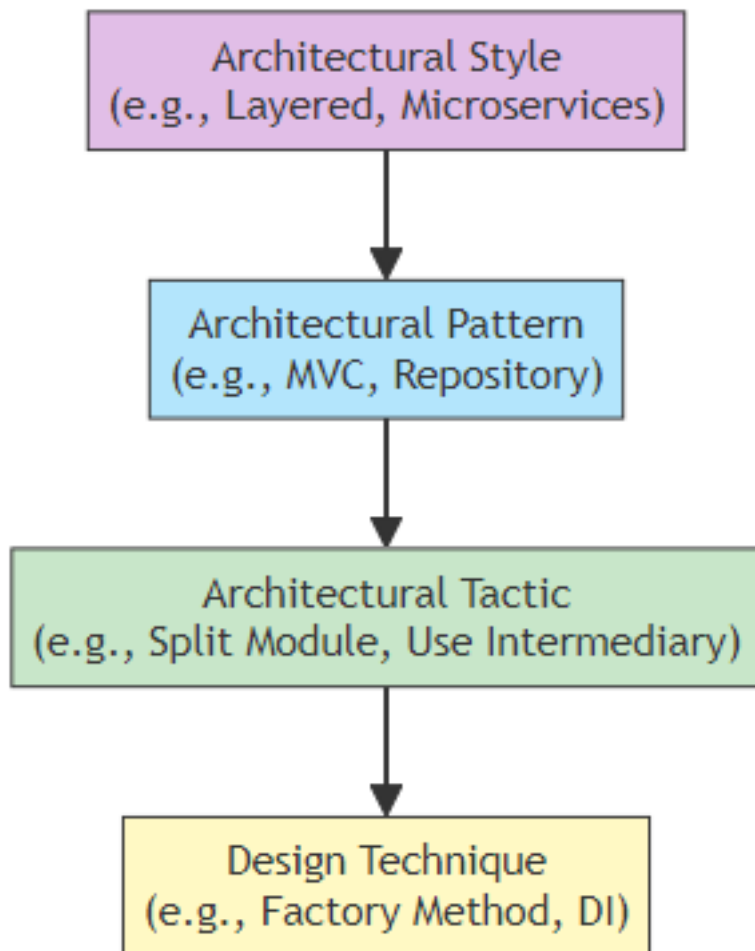 Architectural Style
(e.g., Layered, Microservices)
Architectural Pattern
(e.g., MVC, Repository)
Architectural Tactic
(e.g., Split Module, Use Intermediary)
Design Technique
(e.g., Factory Method, DI)